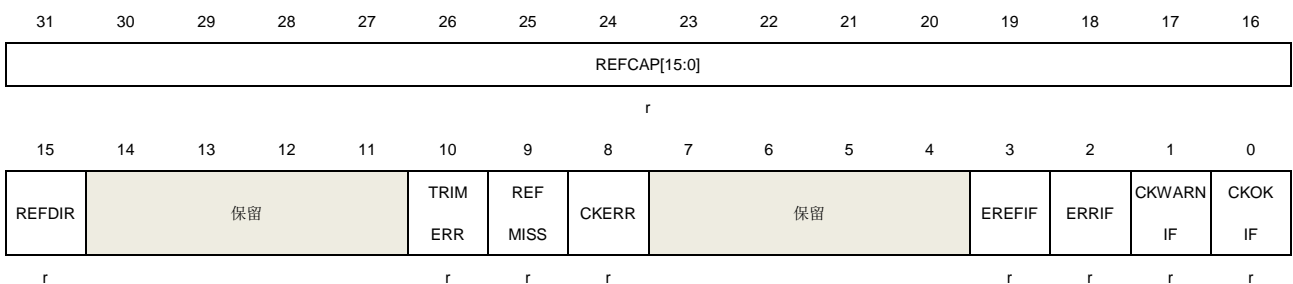 31 30 29 28 27 26 25 24 23 22 21 20 19 18 17 16
REFCAP[15:0]
r
15 14 13 12 11 10 9 8 7 6 5 4 3 2 1 0
REFDIR 保留 TRIM ERR REF MISS CKERR 保留 EREFIF ERRIF CKWARN IF CKOK IF
r r r r r r r r